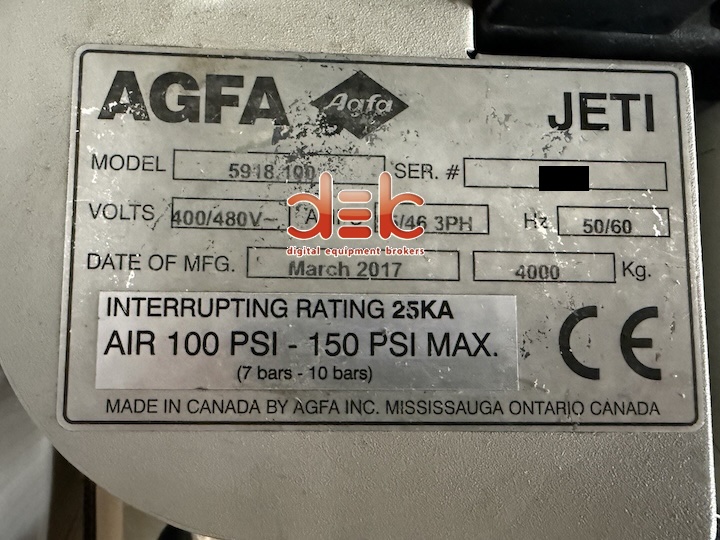 AGFA Agfa JETI
MODEL 5918.100 SER. #
VOLTS 400/480V~ /46 3PH Hz 50/60
deb
digital equipment brokers
DATE OF MFG. March 2017 4000 Kg.
INTERRUPTING RATING 25KA
AIR 100 PSI - 150 PSI MAX.
(7 bars - 10 bars)
CE
MADE IN CANADA BY AGFA INC. MISSISSAUGA ONTARIO CANADA